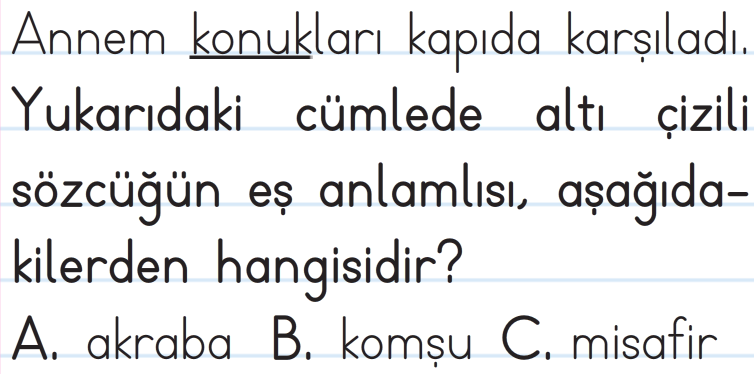 Annem konukları kapıda karşıladı.
Yukarıdaki cümlede altı çizili
sözcüğün eş anlamlısı, aşağıda-
kilerden hangisidir?
A. akraba B. komşu C. misafir